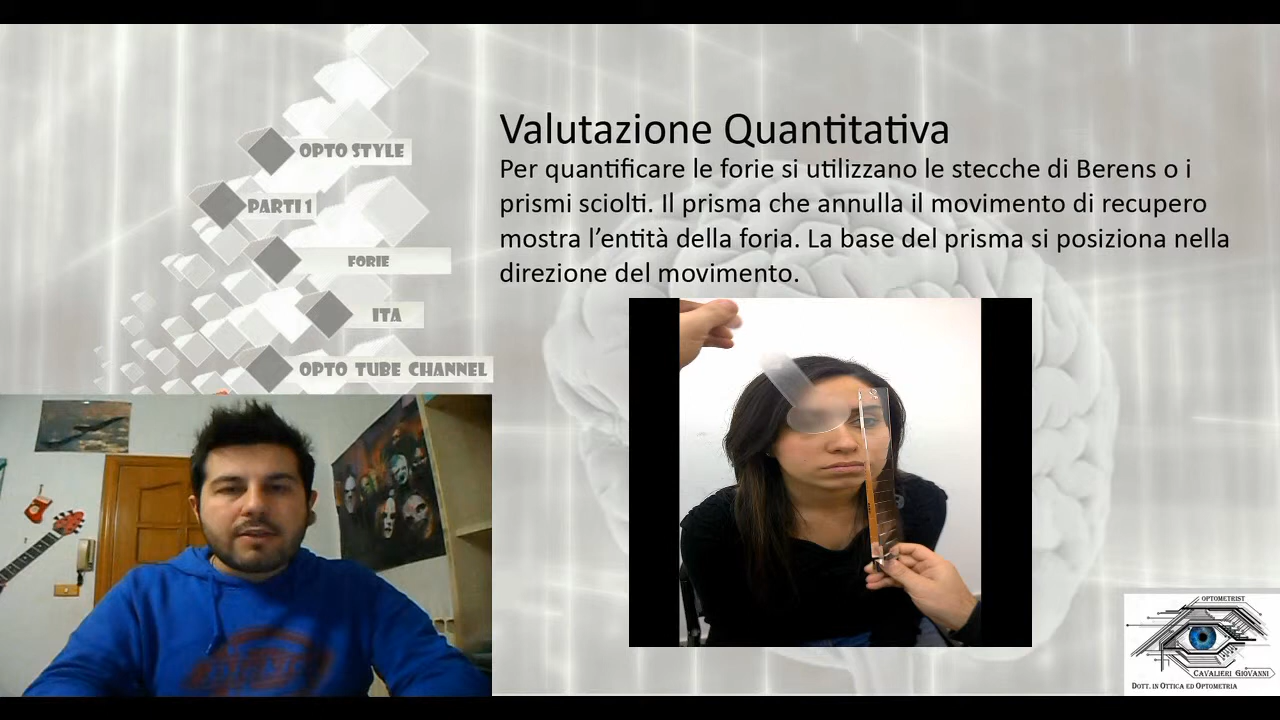 Valutazione Quantitativa
Per quantificare le forie si utilizzano le stecche di Berens o i
prismi sciolti. Il prisma che annulla il movimento di recupero
mostra l’entità della foria. La base del prisma si posiziona nella
direzione del movimento.
OPTO STYLE
PARTI 1
FORIE
ITA
OPTO TUBE CHANNEL
OPTOMETRIST
CAVALIERI GIOVANNI
DOTT. IN OTTICA ED OPTOMETRIA